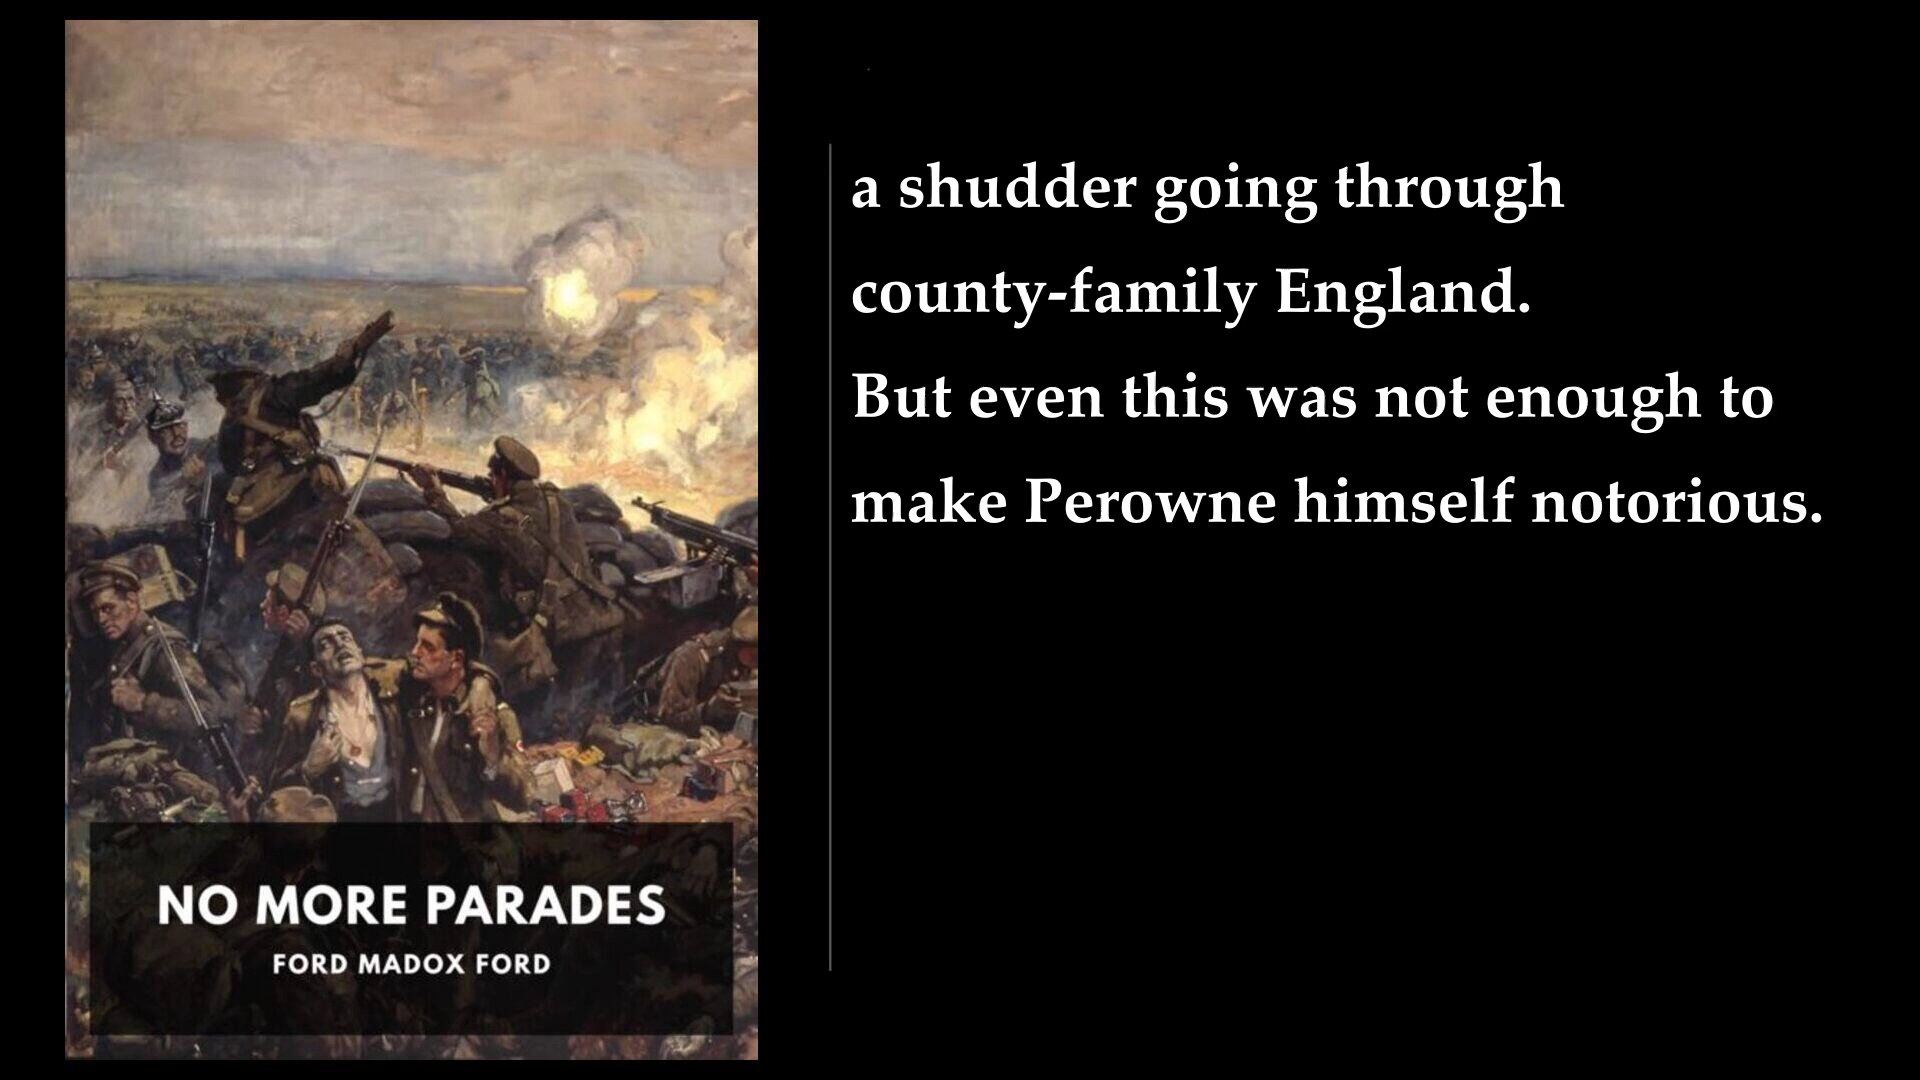 NO MORE PARADES
FORD MADOX FORD
a shudder going through
county-family England.
But even this was not enough to
make Perowne himself notorious.